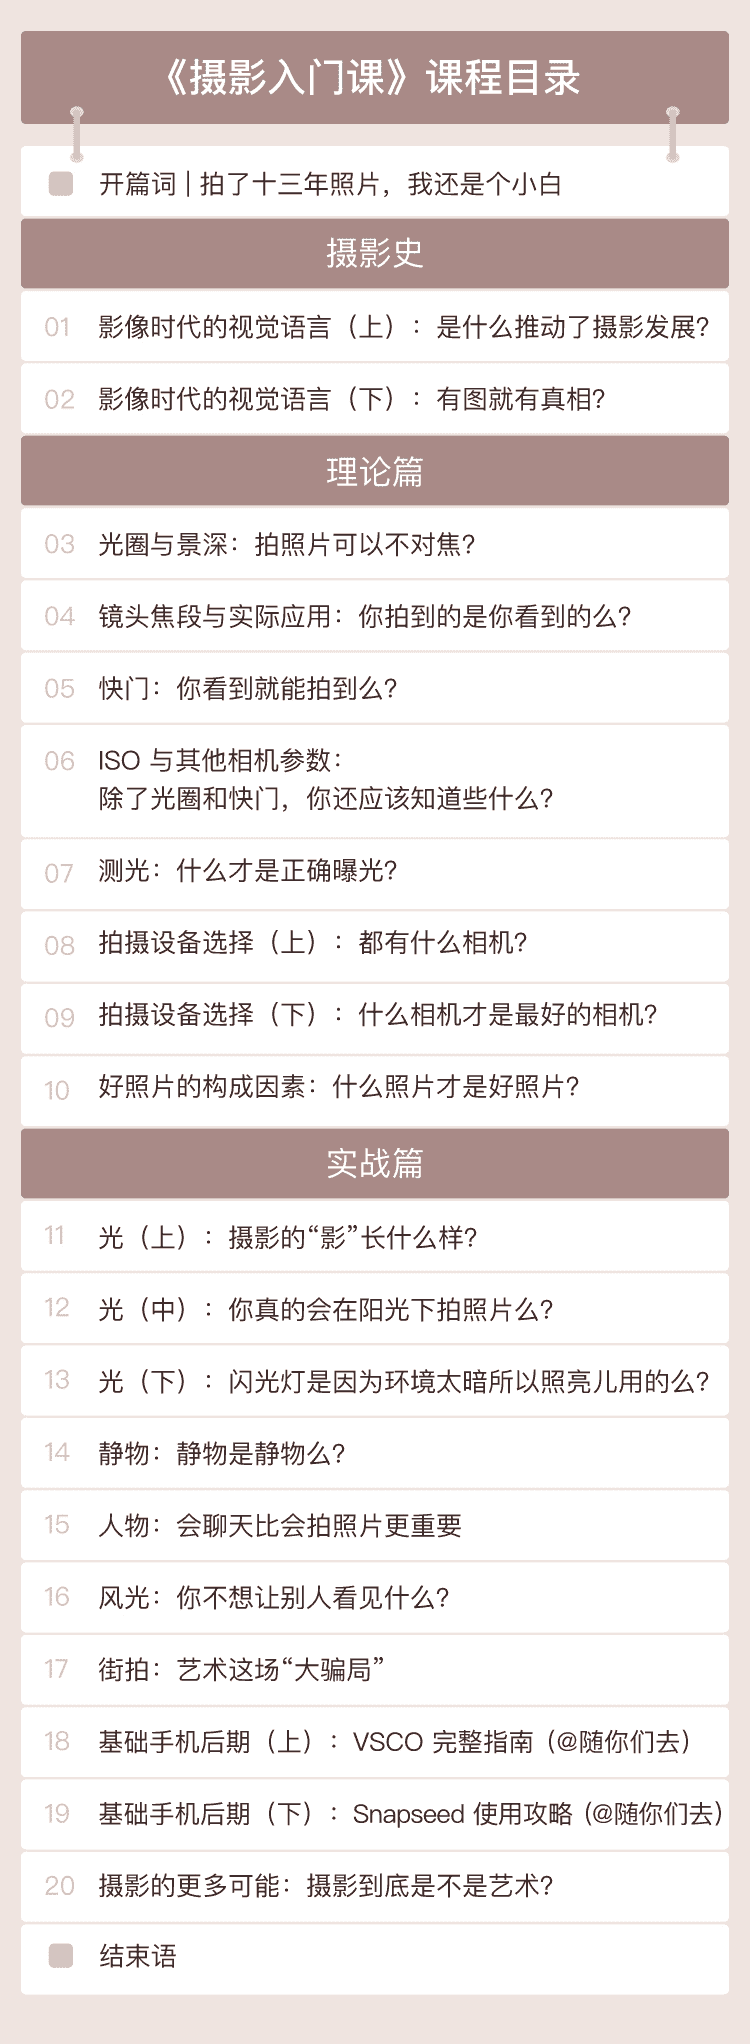 《摄影入门课》课程目录
开篇词 | 拍了十三年照片，我还是个小白
摄影史
01 影像时代的视觉语言（上）：是什么推动了摄影发展？
02 影像时代的视觉语言（下）：有图就有真相？
理论篇
03 光圈与景深：拍照片可以不对焦？
04 镜头焦段与实际应用：你拍到的是你看到的么？
05 快门：你看到就能拍到么？
06 ISO 与其他相机参数：
除了光圈和快门，你还应该知道些什么？
07 测光：什么才是正确曝光？
08 拍摄设备选择（上）：都有什么相机？
09 拍摄设备选择（下）：什么相机才是最好的相机？
10 好照片的构成因素：什么照片才是好照片？
实战篇
11 光（上）：摄影的“影”长什么样？
12 光（中）：你真的会在阳光下拍照片么？
13 光（下）：闪光灯是因为环境太暗所以照亮儿用的么？
14 静物：静物是静物么？
15 人物：会聊天比会拍照片更重要
16 风光：你不想让别人看见什么？
17 街拍：艺术这场“大骗局”
18 基础手机后期（上）：VSCO 完整指南（@随你们去）
19 基础手机后期（下）：Snapseed 使用攻略（@随你们去）
20 摄影的更多可能：摄影到底是不是艺术？
结束语